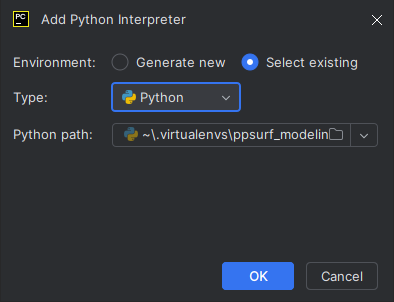 PC
Add Python Interpreter
Environment: Generate new Select existing
Type: Python
Python path: ~\.virtualenvs\ppsurf_modelin
OK Cancel